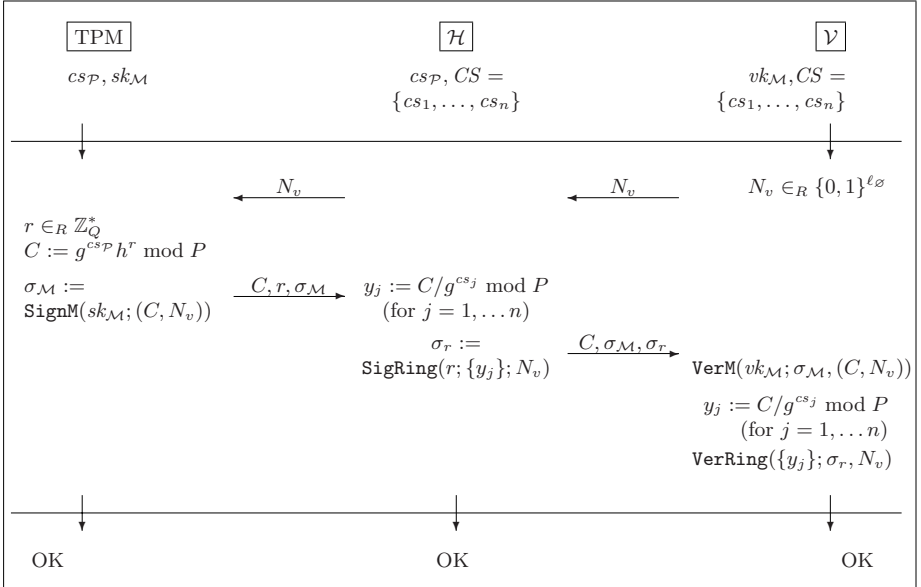 TPM 𝓗 𝓥
cs_𝒫, sk_ℳ cs_𝒫, CS = vk_ℳ, CS =
{cs_1, …, cs_n} {cs_1, …, cs_n}
N_v N_v N_v ∈_R {0, 1}^{ℓ_∅}
r ∈_R ℤ_Q^*
C := g^{cs_𝒫} h^r mod P
σ_ℳ := C, r, σ_ℳ y_j := C/g^{cs_j} mod P
SignM(sk_ℳ; (C, N_v)) (for j = 1, … n)
σ_r := C, σ_ℳ, σ_r
SigRing(r; {y_j}; N_v) VerM(vk_ℳ; σ_ℳ, (C, N_v))
y_j := C/g^{cs_j} mod P
(for j = 1, … n)
VerRing({y_j}; σ_r, N_v)
OK OK OK